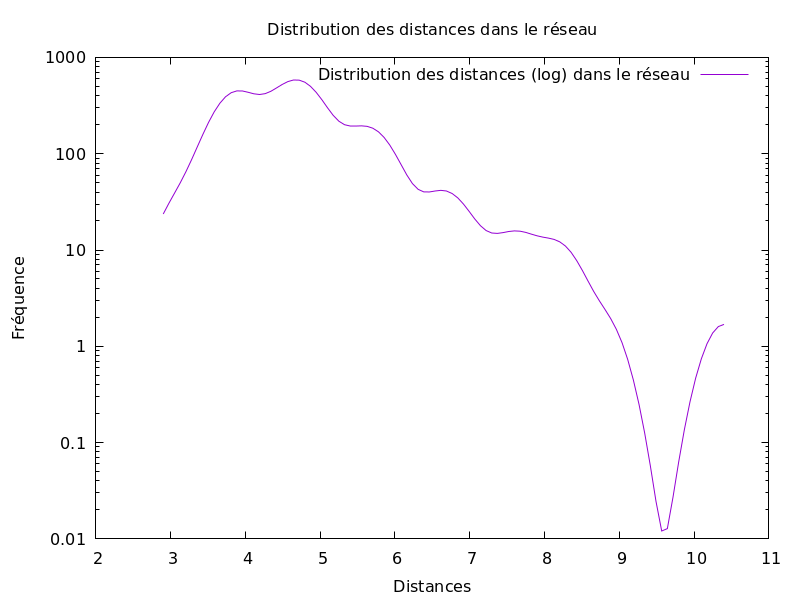 Distribution des distances dans le réseau
Distribution des distances (log) dans le réseau
1000
100
10
1
0.1
0.01
Fréquence
2 3 4 5 6 7 8 9 10 11
Distances